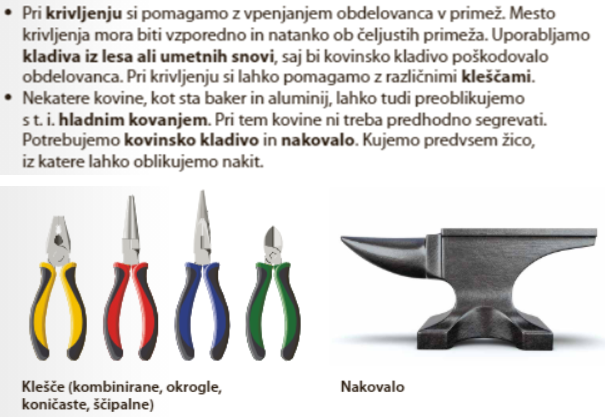 • Pri krivljenju si pomagamo z vpenjanjem obdelovanca v primež. Mesto
krivljenja mora biti vzporedno in natanko ob čeljustih primeža. Uporabljamo
kladiva iz lesa ali umetnih snovi, saj bi kovinsko kladivo poškodovalo
obdelovanca. Pri krivljenju si lahko pomagamo z različnimi kleščami.
• Nekatere kovine, kot sta baker in aluminij, lahko tudi preoblikujemo
s t. i. hladnim kovanjem. Pri tem kovine ni treba predhodno segrevati.
Potrebujemo kovinsko kladivo in nakovalo. Kujemo predvsem žico,
iz katere lahko oblikujemo nakit.
Klešče (kombinirane, okrogle,
koničaste, ščipalne)
Nakovalo